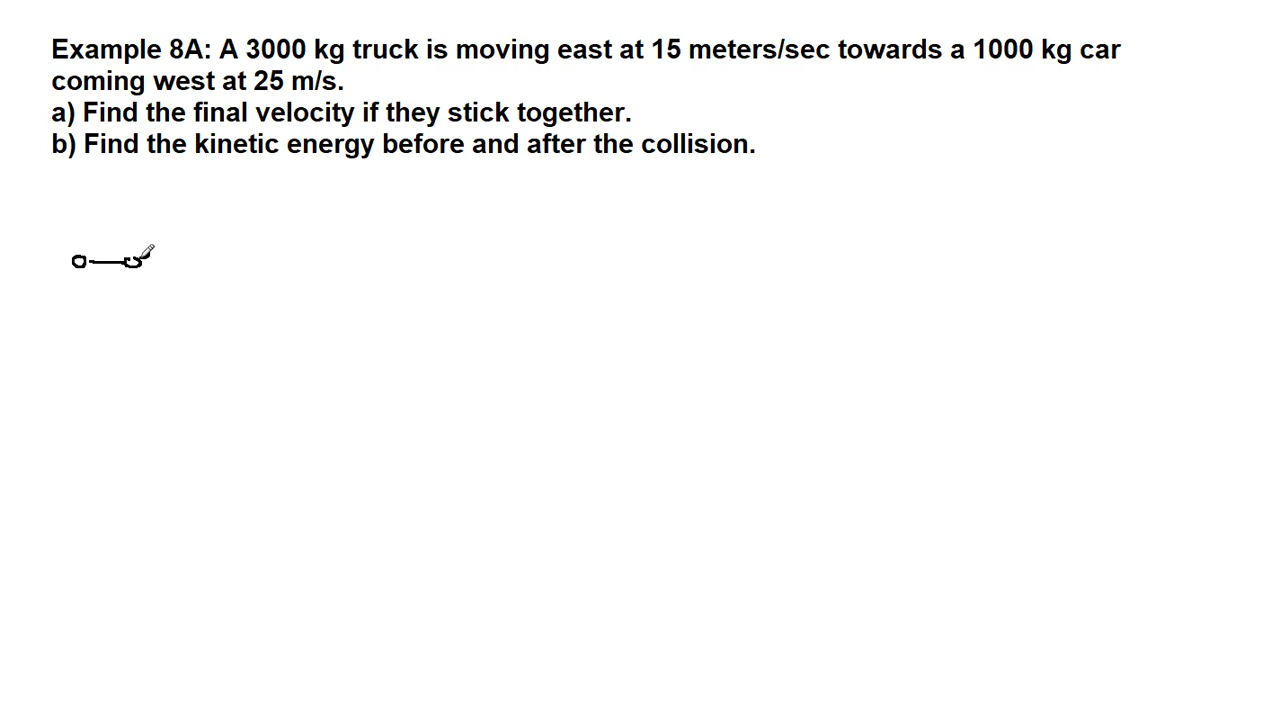 Example 8A: A 3000 kg truck is moving east at 15 meters/sec towards a 1000 kg car
coming west at 25 m/s.
a) Find the final velocity if they stick together.
b) Find the kinetic energy before and after the collision.